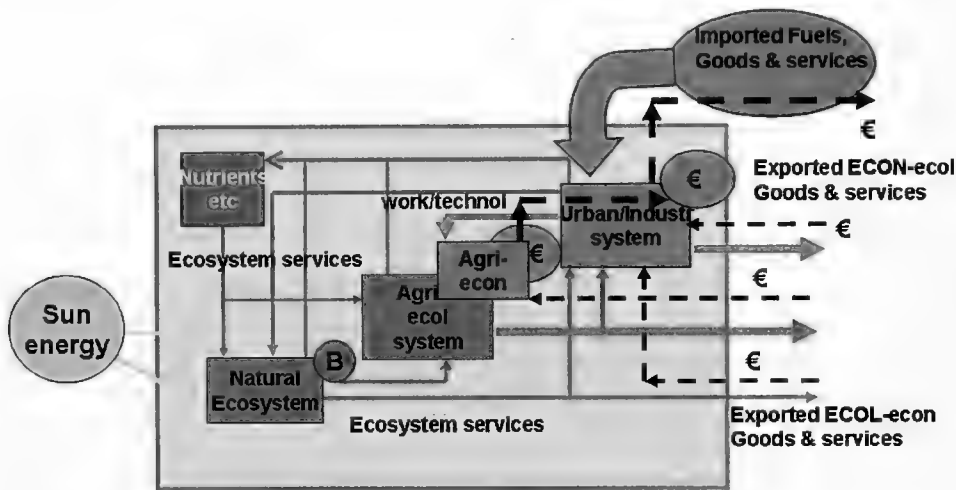 Imported Fuels,
Goods & services
€
Nutrients
etc
€
Exported ECON-ecol
Goods & services
work/technol
Urban/Industi
system
€
Ecosystem services
Agri-
econ
€
€
Agri
ecol
system
Sun
energy
B
€
Natural
Ecosystem
Ecosystem services
Exported ECOL-econ
Goods & services